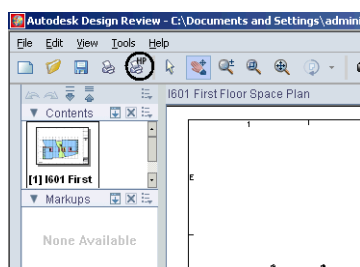 Autodesk Design Review - C:\Documents and Settings\admini
File Edit View Tools Help
HP
I601 First Floor Space Plan
Contents
[1] I601 First
Markups
None Available
1
1
E